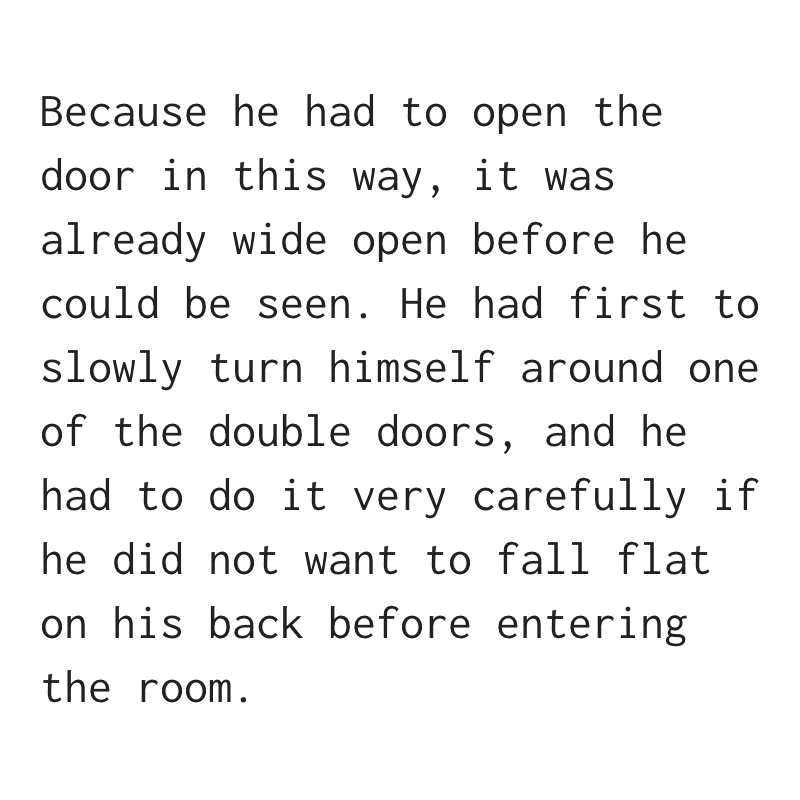 Because he had to open the
door in this way, it was
already wide open before he
could be seen. He had first to
slowly turn himself around one
of the double doors, and he
had to do it very carefully if
he did not want to fall flat
on his back before entering
the room.